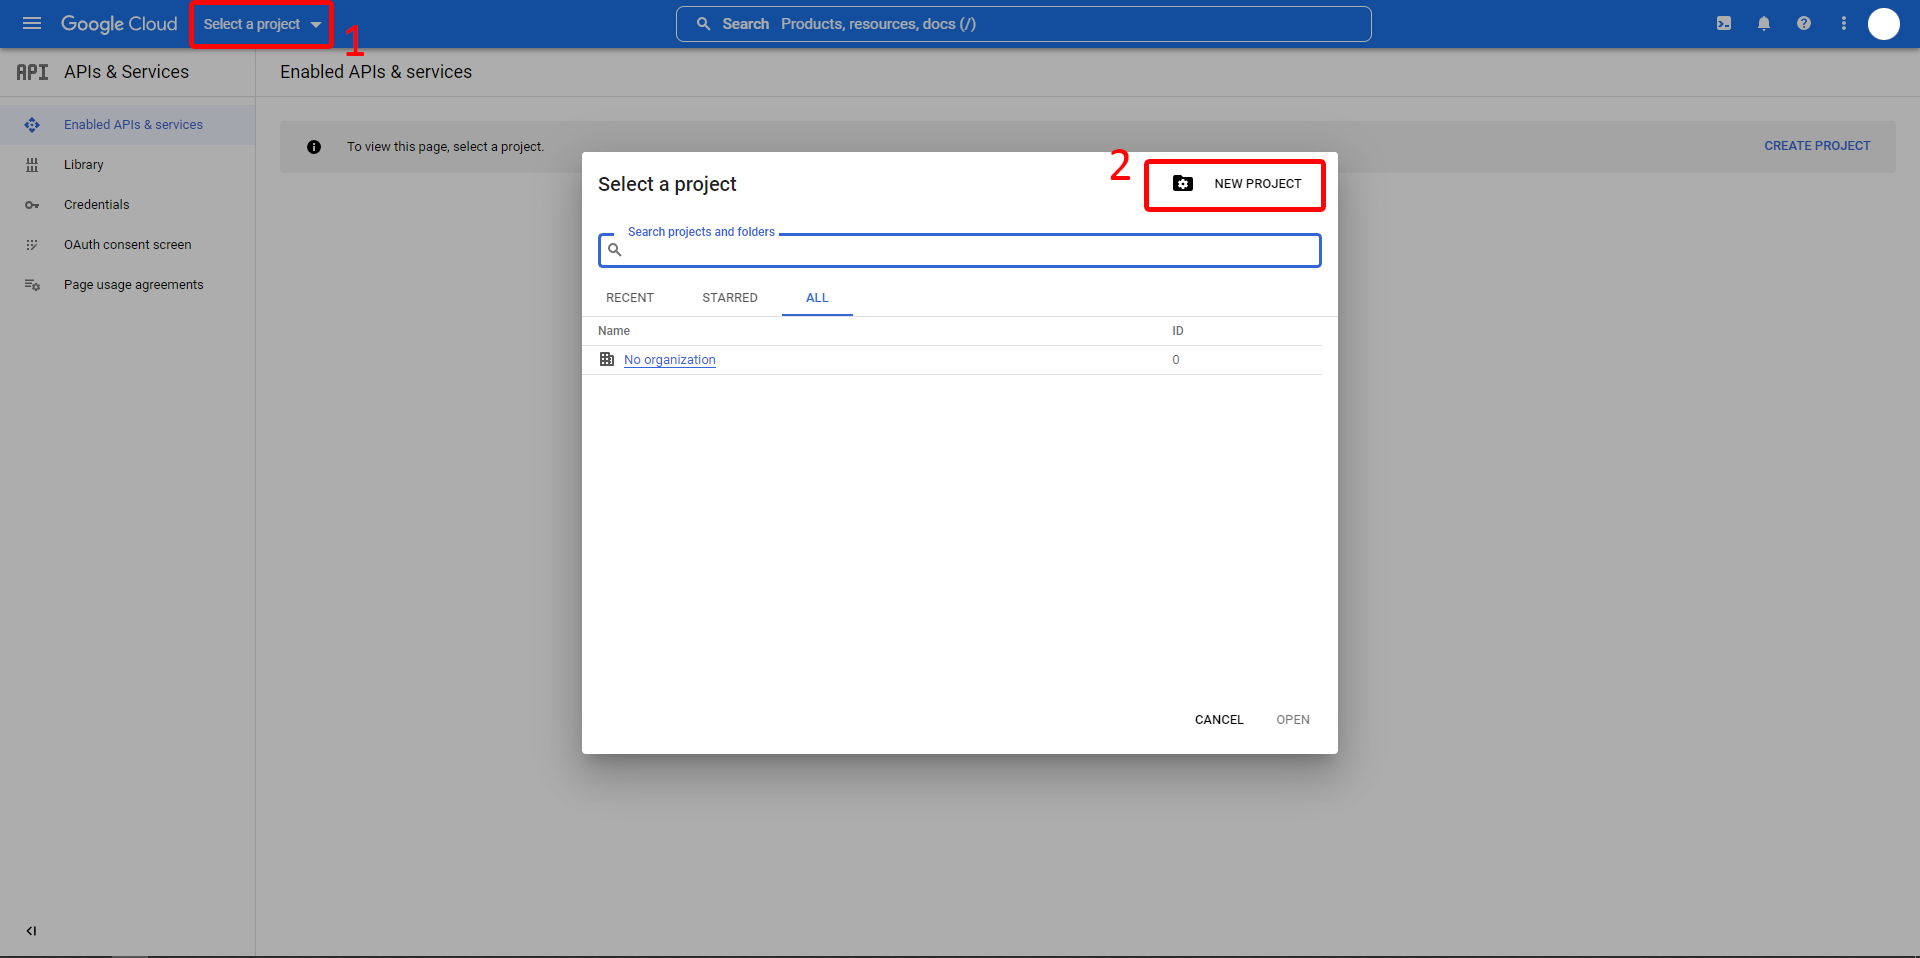 Google Cloud
Select a project
1
Search Products, resources, docs (/)
API APIs & Services
Enabled APIs & services
Enabled APIs & services
Library
Credentials
OAuth consent screen
Page usage agreements
To view this page, select a project.
CREATE PROJECT
Select a project
2
NEW PROJECT
Search projects and folders
RECENT STARRED ALL
Name ID
No organization 0
CANCEL OPEN